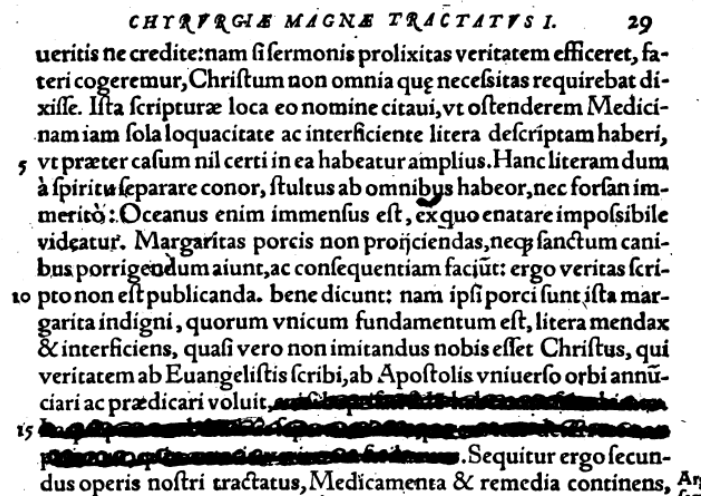 CHYRVRGIÆ MAGNÆ TRACTATVS I. 29
ueritis ne credite: nam ſi ſermonis prolixitas veritatem efficeret, fa-
teri cogeremur, Chriſtum non omnia quę neceſsitas requirebat di-
xiſſe. Iſta ſcripturæ loca eo nomine citaui, vt oſtenderem Medici-
nam iam ſola loquacitate ac interficiente litera deſcriptam haberi,
5 vt præter caſum nil certi in ea habeatur amplius. Hanc literam dum
à ſpiritu ſeparare conor, ſtultus ab omnibus habeor, nec forſan im-
meritò: Oceanus enim immenſus eſt, ex quo enatare impoſsibile
videatur. Margaritas porcis non proijciendas, neqꝫ ſanctum cani-
bus porrigendum aiunt, ac conſequentiam faciũt: ergo veritas ſcri-
10 pto non eſt publicanda. bene dicunt: nam ipſi porci ſunt iſta mar-
garita indigni, quorum vnicum fundamentum eſt, litera mendax
& interficiens, quaſi vero non imitandus nobis eſſet Chriſtus, qui
veritatem ab Euangeliſtis ſcribi, ab Apoſtolis vniuerſo orbi annũ-
ciari ac prædicari voluit,
15
. Sequitur ergo ſecun-
dus operis noſtri tractatus, Medicamenta & remedia continens,